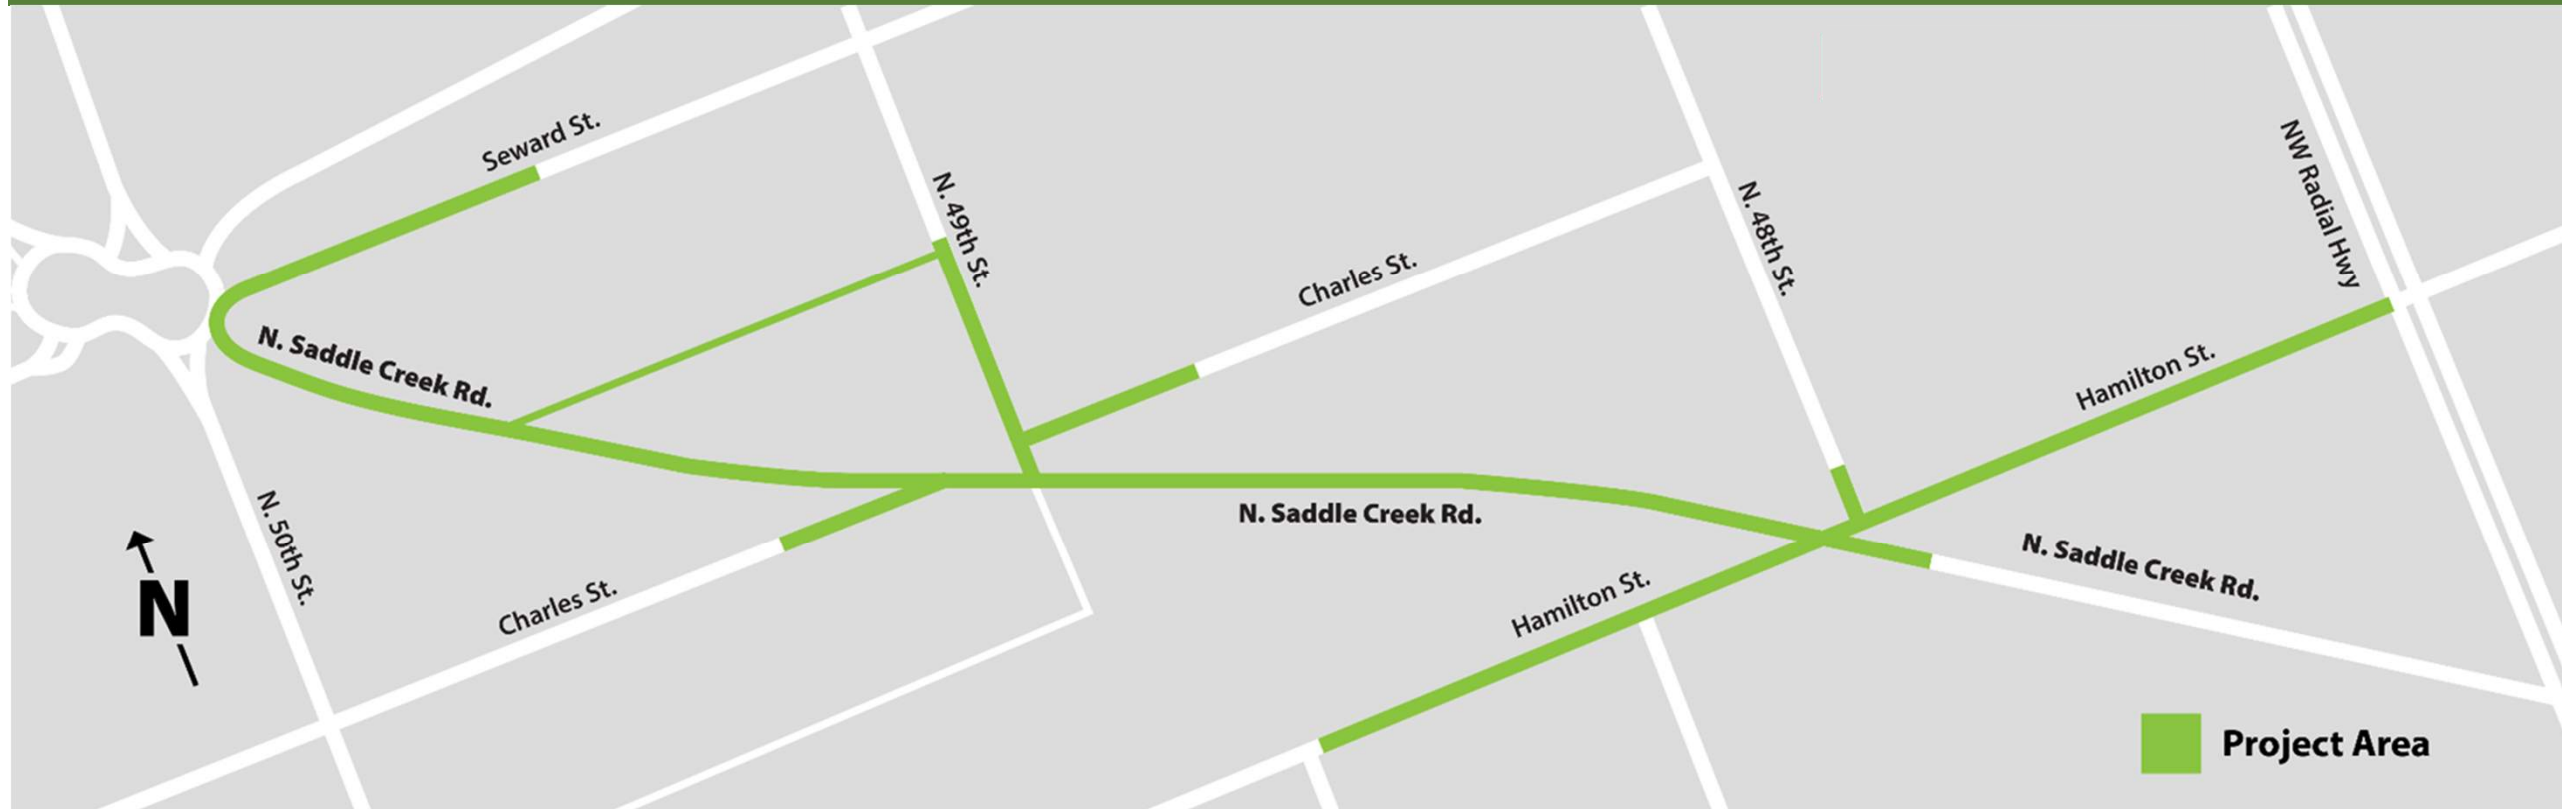 Seward St.
N. 49th St.
NW Radial Hwy
N. 48th St.
Charles St.
N. Saddle Creek Rd.
Hamilton St.
N. 50th St.
N. Saddle Creek Rd.
N. Saddle Creek Rd.
Charles St.
Hamilton St.
N
Project Area